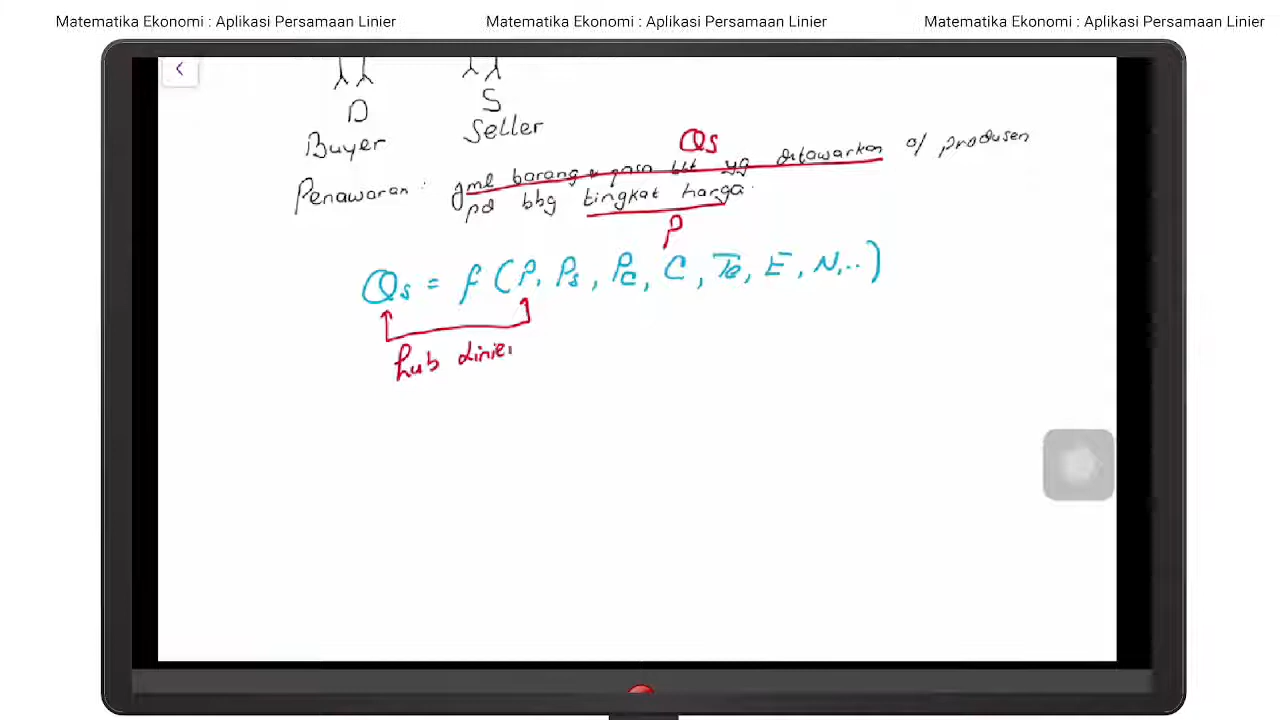 Matematika Ekonomi : Aplikasi Persamaan Linier Matematika Ekonomi : Aplikasi Persamaan Linier Matematika Ekonomi : Aplikasi Persamaan Linier
D S
Buyer Seller
Qs
Penawaran : jml barang & jasa ttt yg ditawarkan o/ produsen
pd bbg tingkat harga
P
Qs = f (P, Ps, Pc, C, Te, E, N, ..)
hub Linier